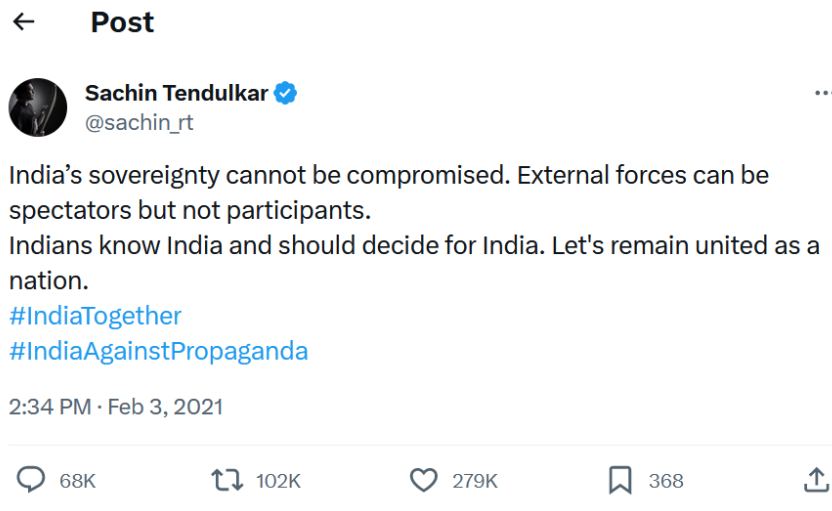 Post
Sachin Tendulkar
@sachin_rt
India’s sovereignty cannot be compromised. External forces can be
spectators but not participants.
Indians know India and should decide for India. Let's remain united as a
nation.
#IndiaTogether
#IndiaAgainstPropaganda
2:34 PM · Feb 3, 2021
68K 102K 279K 368